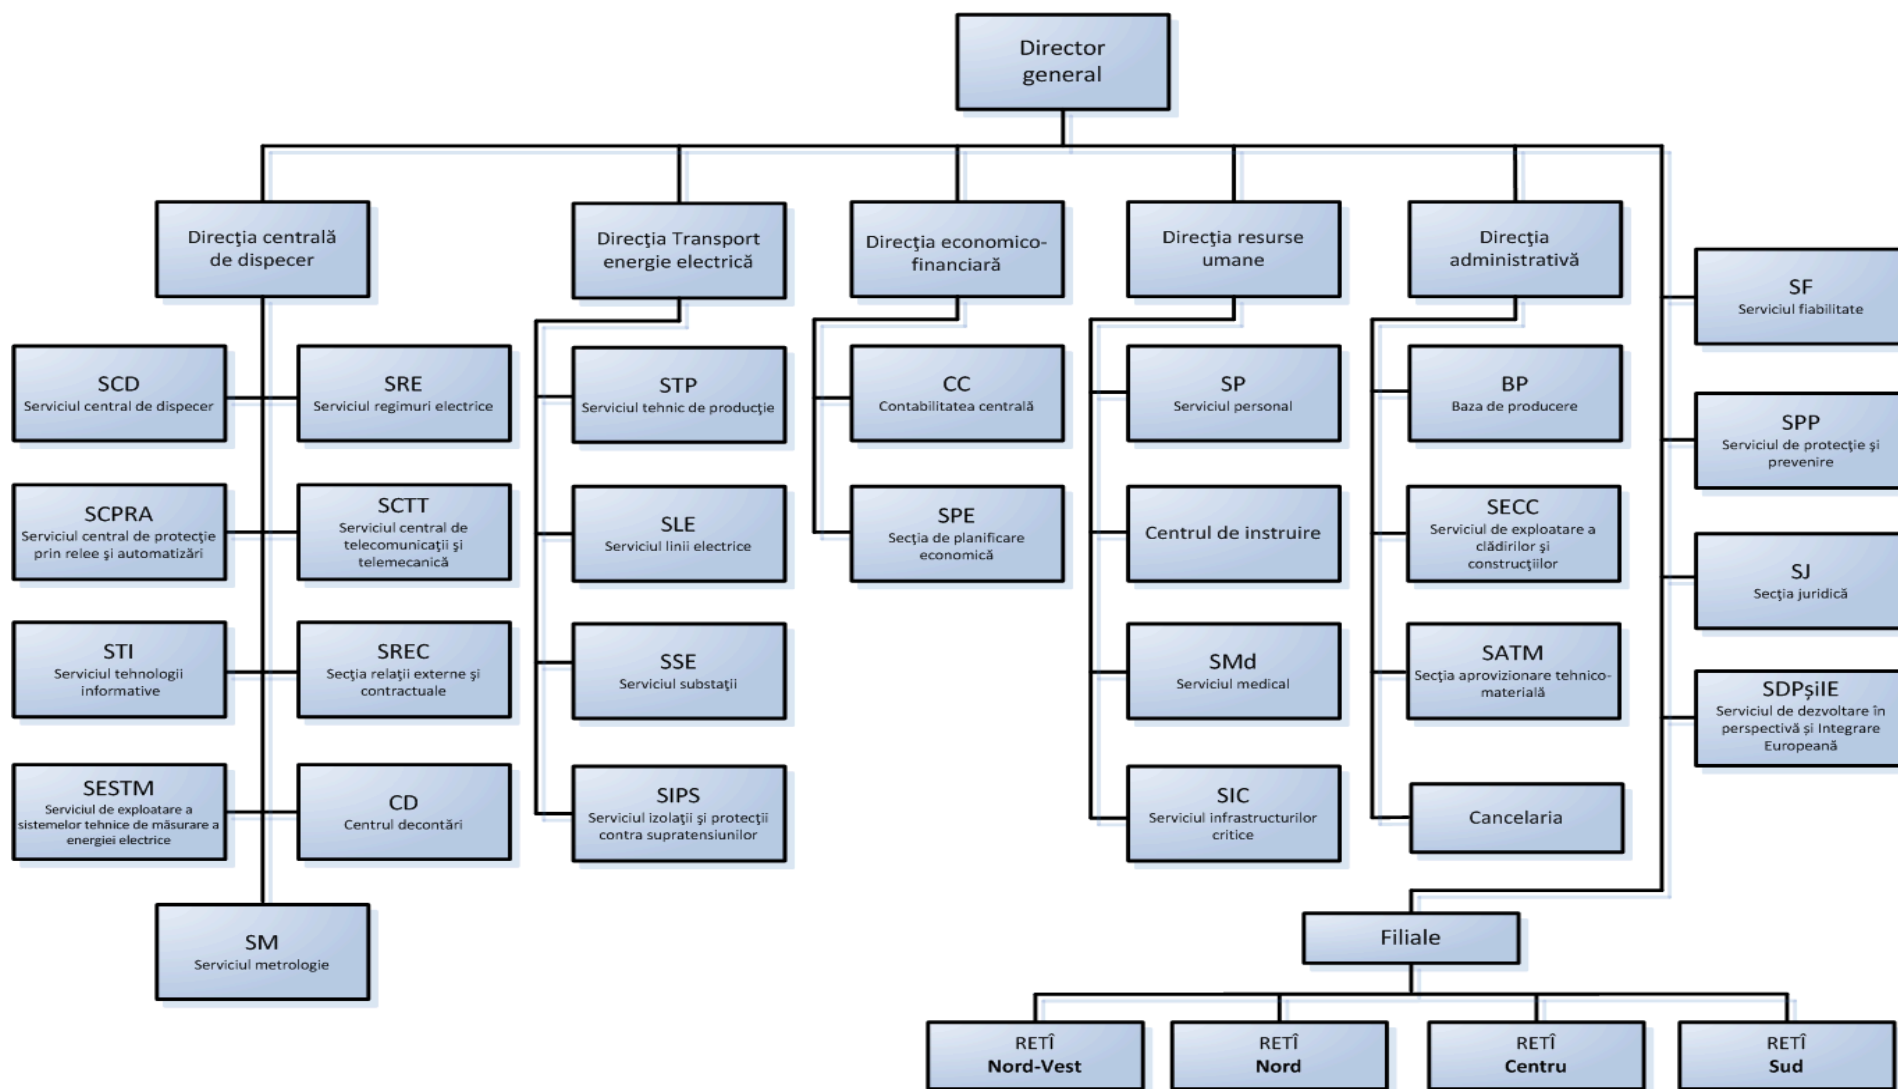 Director
general
Direcţia centrală
de dispecer
Direcţia Transport
energie electrică
Direcţia economico-
financiară
Direcţia resurse
umane
Direcţia
administrativă
SF
Serviciul fiabilitate
SCD
Serviciul central de dispecer
SRE
Serviciul regimuri electrice
STP
Serviciul tehnic de producţie
CC
Contabilitatea centrală
SP
Serviciul personal
BP
Baza de producere
SPP
Serviciul de protecţie şi
prevenire
SCPRA
Serviciul central de protecţie
prin relee şi automatizări
SCTT
Serviciul central de
telecomunicaţii şi
telemecanică
SLE
Serviciul linii electrice
SPE
Secţia de planificare
economică
Centrul de instruire
SECC
Serviciul de exploatare a
clădirilor şi
construcţiilor
SJ
Secţia juridică
STI
Serviciul tehnologii
informative
SREC
Secţia relaţii externe şi
contractuale
SSE
Serviciul substaţii
SMd
Serviciul medical
SATM
Secţia aprovizionare tehnico-
materială
SDPșiIE
Serviciul de dezvoltare în
perspectivă și Integrare
Europeană
SESTM
Serviciul de exploatare a
sistemelor tehnice de măsurare a
energiei electrice
CD
Centrul decontări
SIPS
Serviciul izolaţii şi protecţii
contra supratensiunilor
SIC
Serviciul infrastructurilor
critice
Cancelaria
SM
Serviciul metrologie
Filiale
RETÎ
Nord-Vest
RETÎ
Nord
RETÎ
Centru
RETÎ
Sud